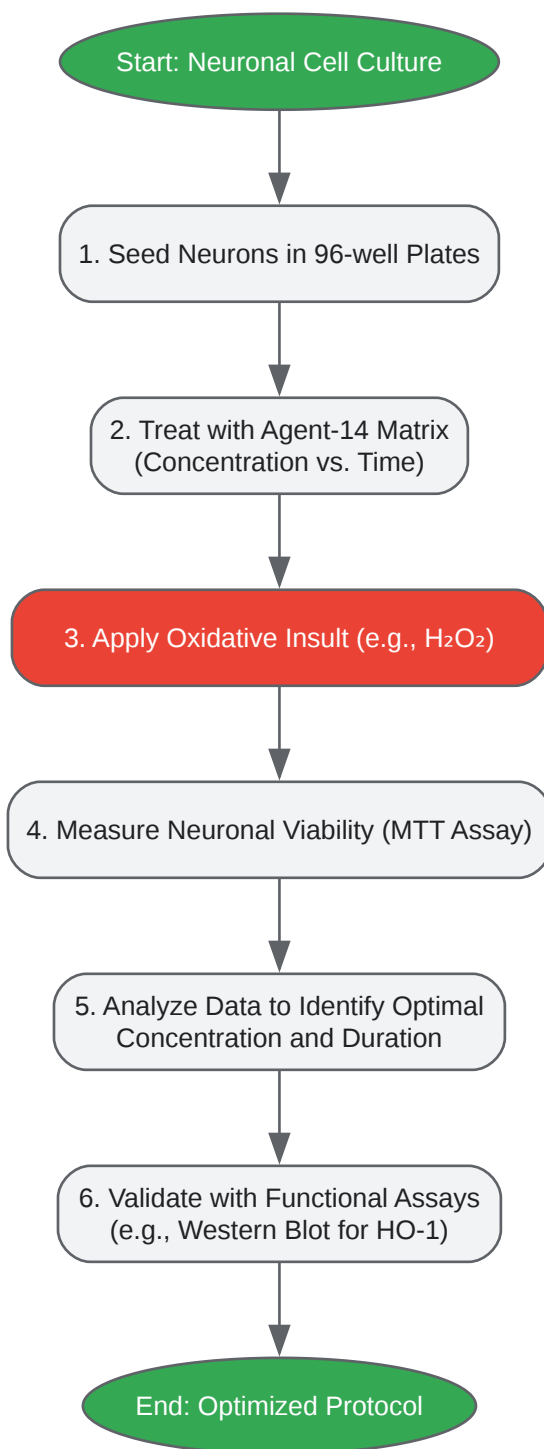 Start: Neuronal Cell Culture
1. Seed Neurons in 96-well Plates
2. Treat with Agent-14 Matrix
(Concentration vs. Time)
3. Apply Oxidative Insult (e.g., H₂O₂)
4. Measure Neuronal Viability (MTT Assay)
5. Analyze Data to Identify Optimal
Concentration and Duration
6. Validate with Functional Assays
(e.g., Western Blot for HO-1)
End: Optimized Protocol